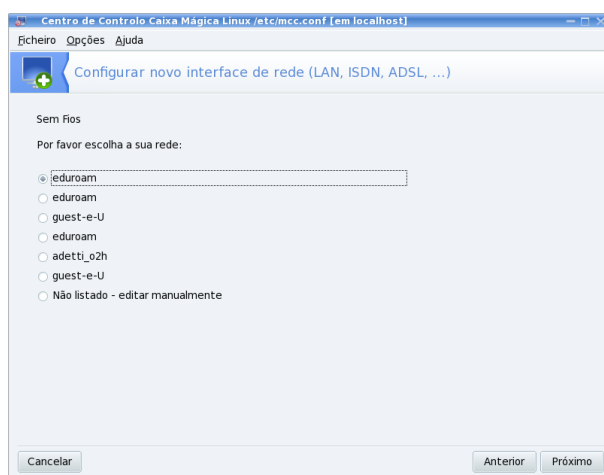 Centro de Controlo Caixa Mágica Linux /etc/mcc.conf [em localhost]
Ficheiro Opções Ajuda
Configurar novo interface de rede (LAN, ISDN, ADSL, ...)
Sem Fios
Por favor escolha a sua rede:
eduroam
eduroam
guest-e-U
eduroam
adetti_o2h
guest-e-U
Não listado - editar manualmente
Cancelar Anterior Próximo